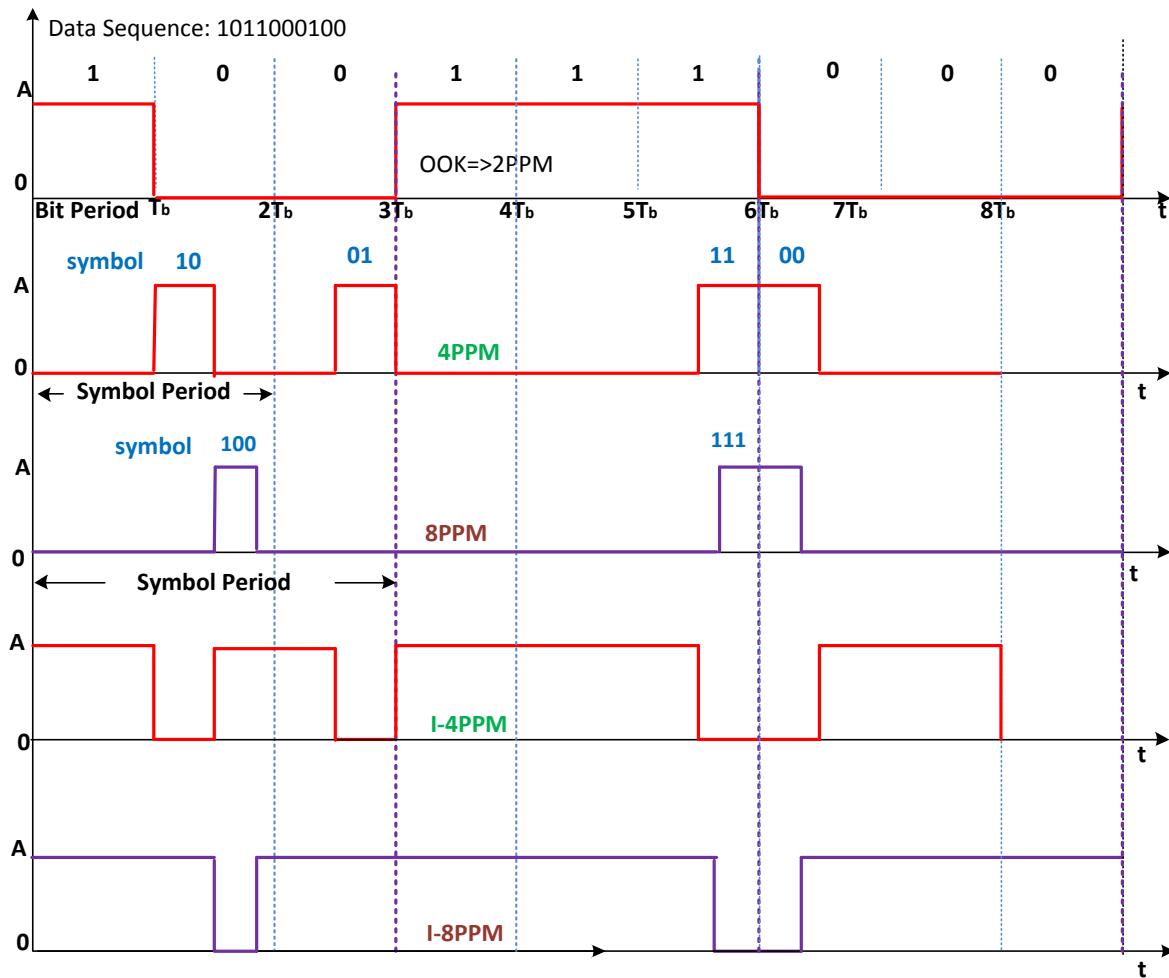 Data Sequence: 1011000100
1 0 0 1 1 1 0 0 0
A
OOK=>2PPM
0
Bit Period Tb 2Tb 3Tb 4Tb 5Tb 6Tb 7Tb 8Tb t
symbol 10 01 11 00
A
4PPM
0
Symbol Period t
symbol 100 111
A
8PPM
0
Symbol Period t
A
I-4PPM
0
t
A
I-8PPM
0
t